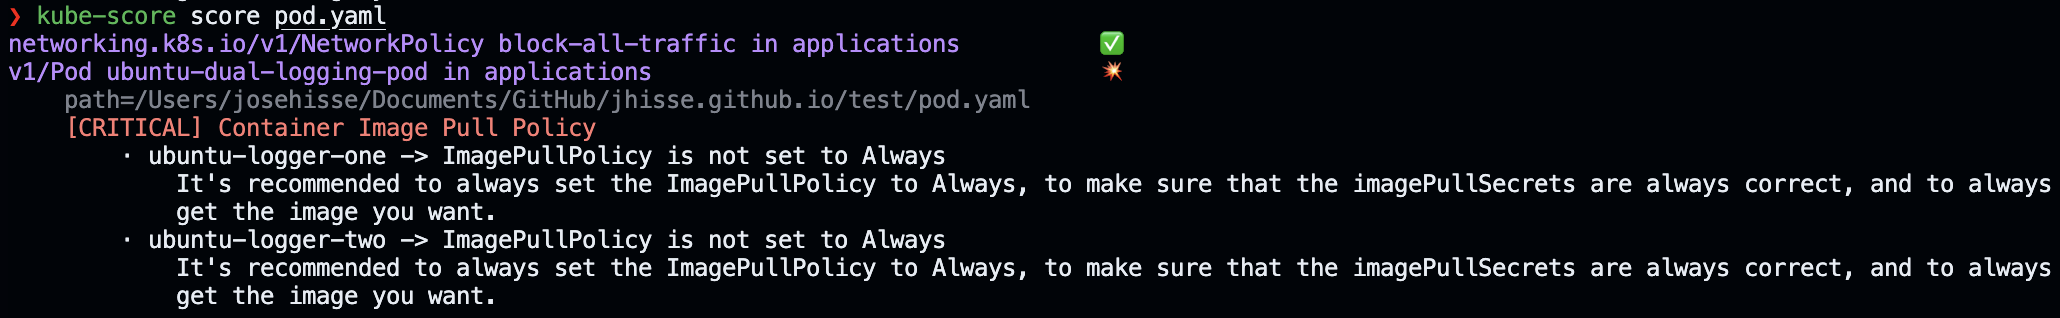 ❯ kube-score score pod.yaml
networking.k8s.io/v1/NetworkPolicy block-all-traffic in applications ✅
v1/Pod ubuntu-dual-logging-pod in applications 💥
path=/Users/josehisse/Documents/GitHub/jhisse.github.io/test/pod.yaml
[CRITICAL] Container Image Pull Policy
· ubuntu-logger-one -> ImagePullPolicy is not set to Always
It's recommended to always set the ImagePullPolicy to Always, to make sure that the imagePullSecrets are always correct, and to always
get the image you want.
· ubuntu-logger-two -> ImagePullPolicy is not set to Always
It's recommended to always set the ImagePullPolicy to Always, to make sure that the imagePullSecrets are always correct, and to always
get the image you want.